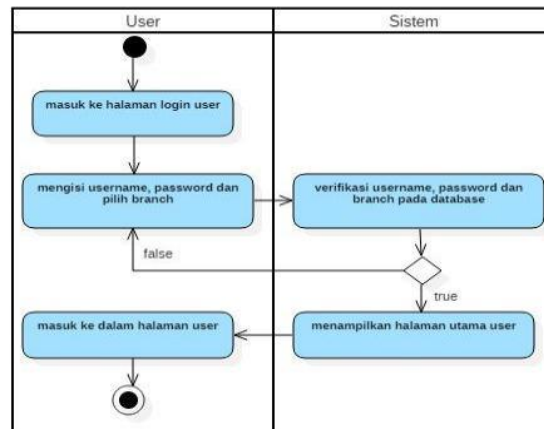 User
Sistem
masuk ke halaman login user
mengisi username, password dan
pilih branch
verifikasi username, password dan
branch pada database
false
true
masuk ke dalam halaman user
menampilkan halaman utama user